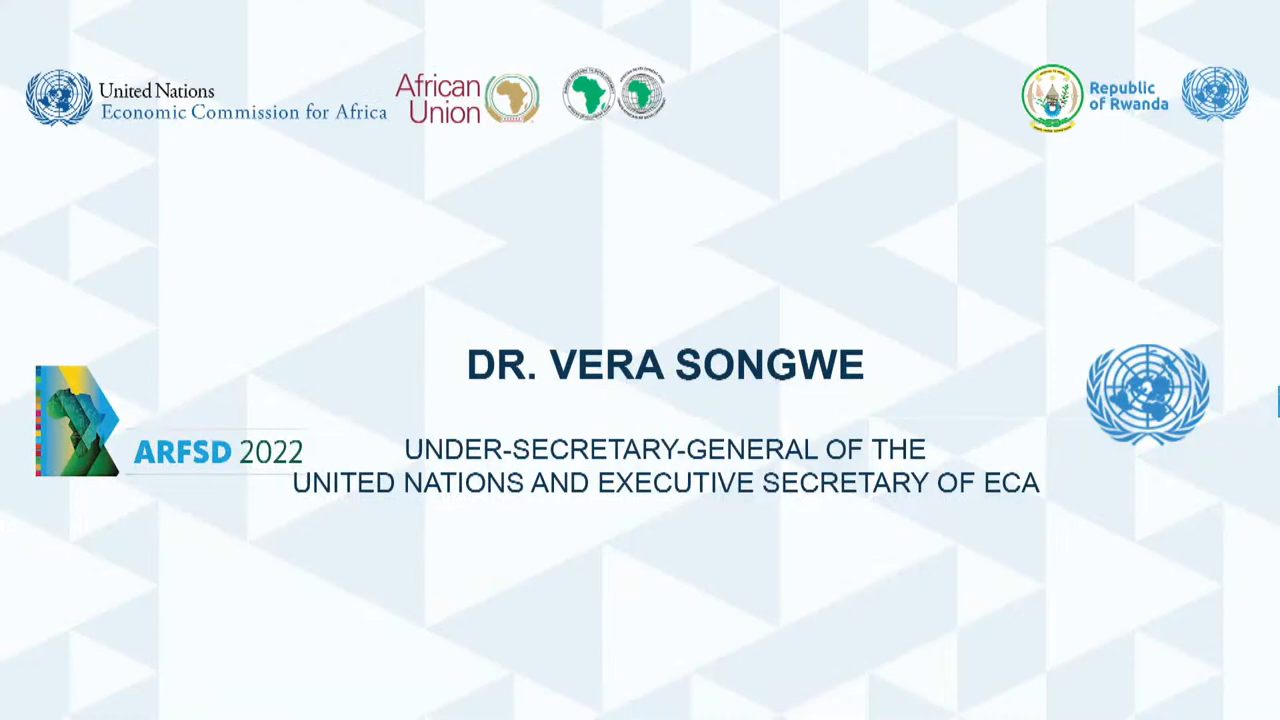 United Nations
Economic Commission for Africa
African
Union
Republic
of Rwanda
DR. VERA SONGWE
ARFSD 2022
UNDER-SECRETARY-GENERAL OF THE
UNITED NATIONS AND EXECUTIVE SECRETARY OF ECA